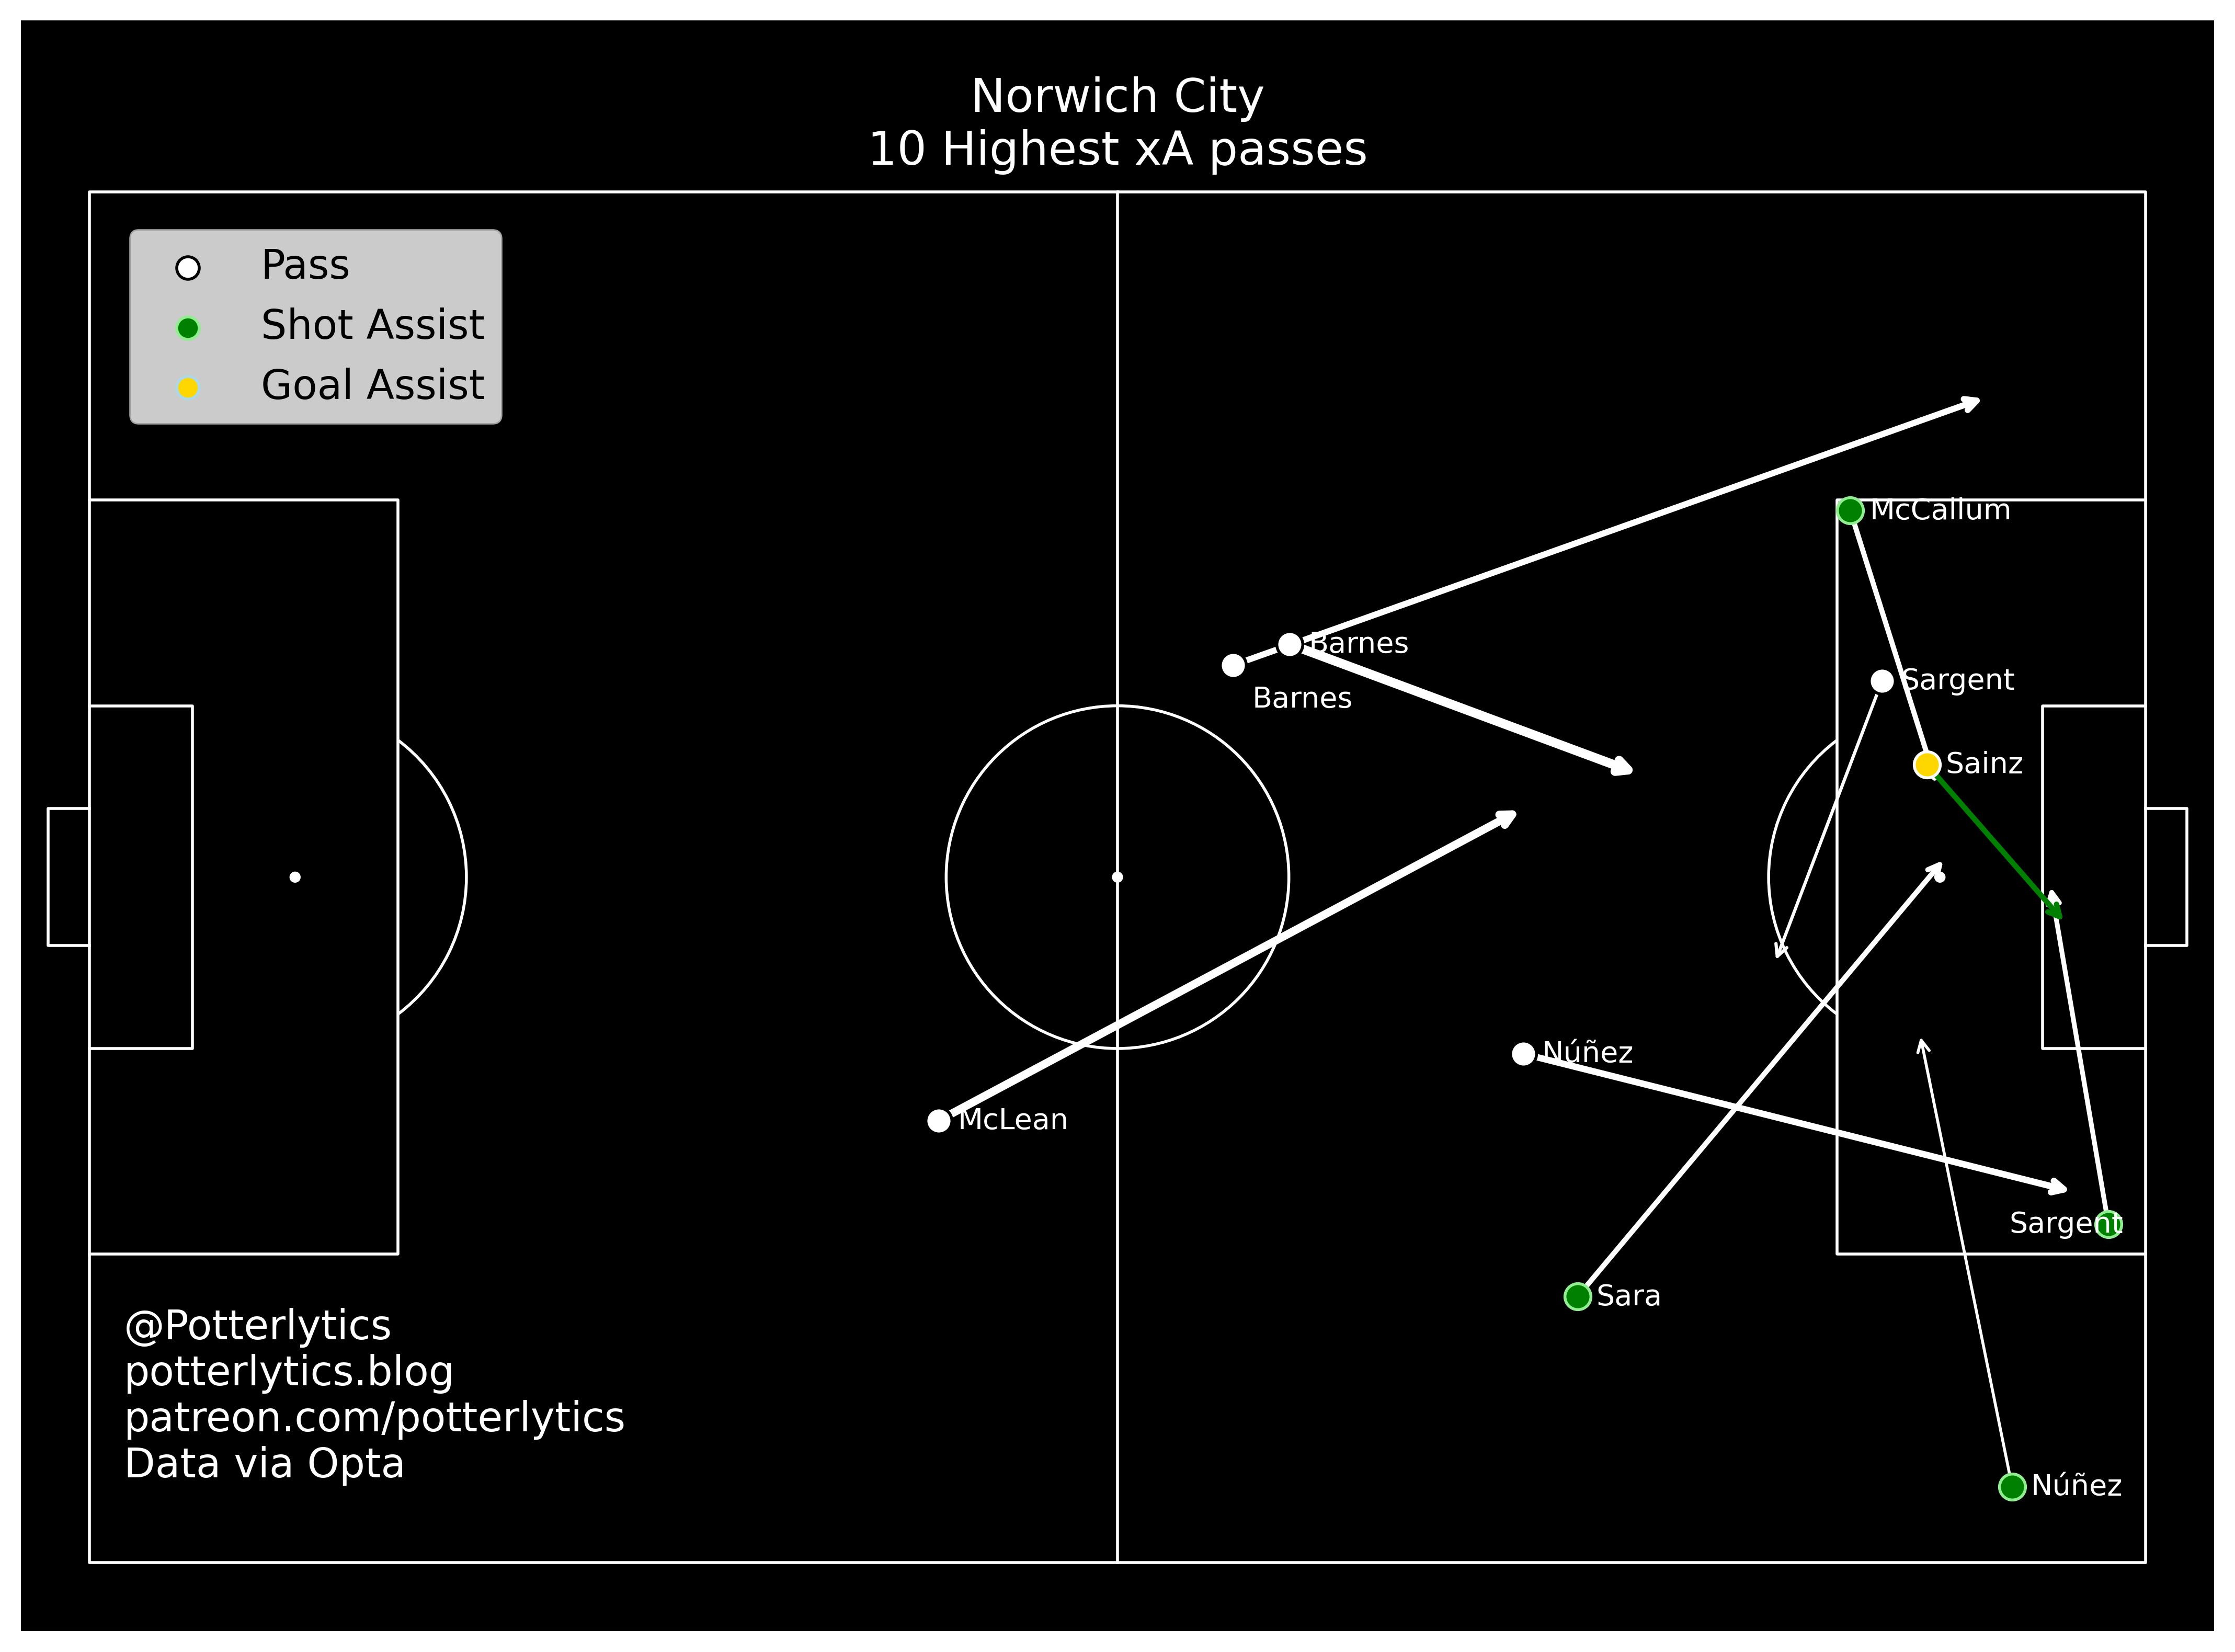 Norwich City
10 Highest xA passes
Pass
Shot Assist
Goal Assist
McCallum
Barnes
Sargent
Barnes
Sainz
Núñez
McLean
Sargent
Sara
@Potterlytics
potterlytics.blog
patreon.com/potterlytics
Data via Opta
Núñez